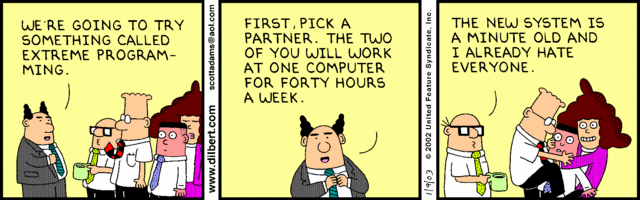 WE'RE GOING TO TRY
SOMETHING CALLED
EXTREME PROGRAM-
MING.
www.dilbert.com
scottadams@aol.com
FIRST, PICK A
PARTNER. THE TWO
OF YOU WILL WORK
AT ONE COMPUTER
FOR FORTY HOURS
A WEEK.
1/9/03
© 2002 United Feature Syndicate, Inc.
THE NEW SYSTEM IS
A MINUTE OLD AND
I ALREADY HATE
EVERYONE.